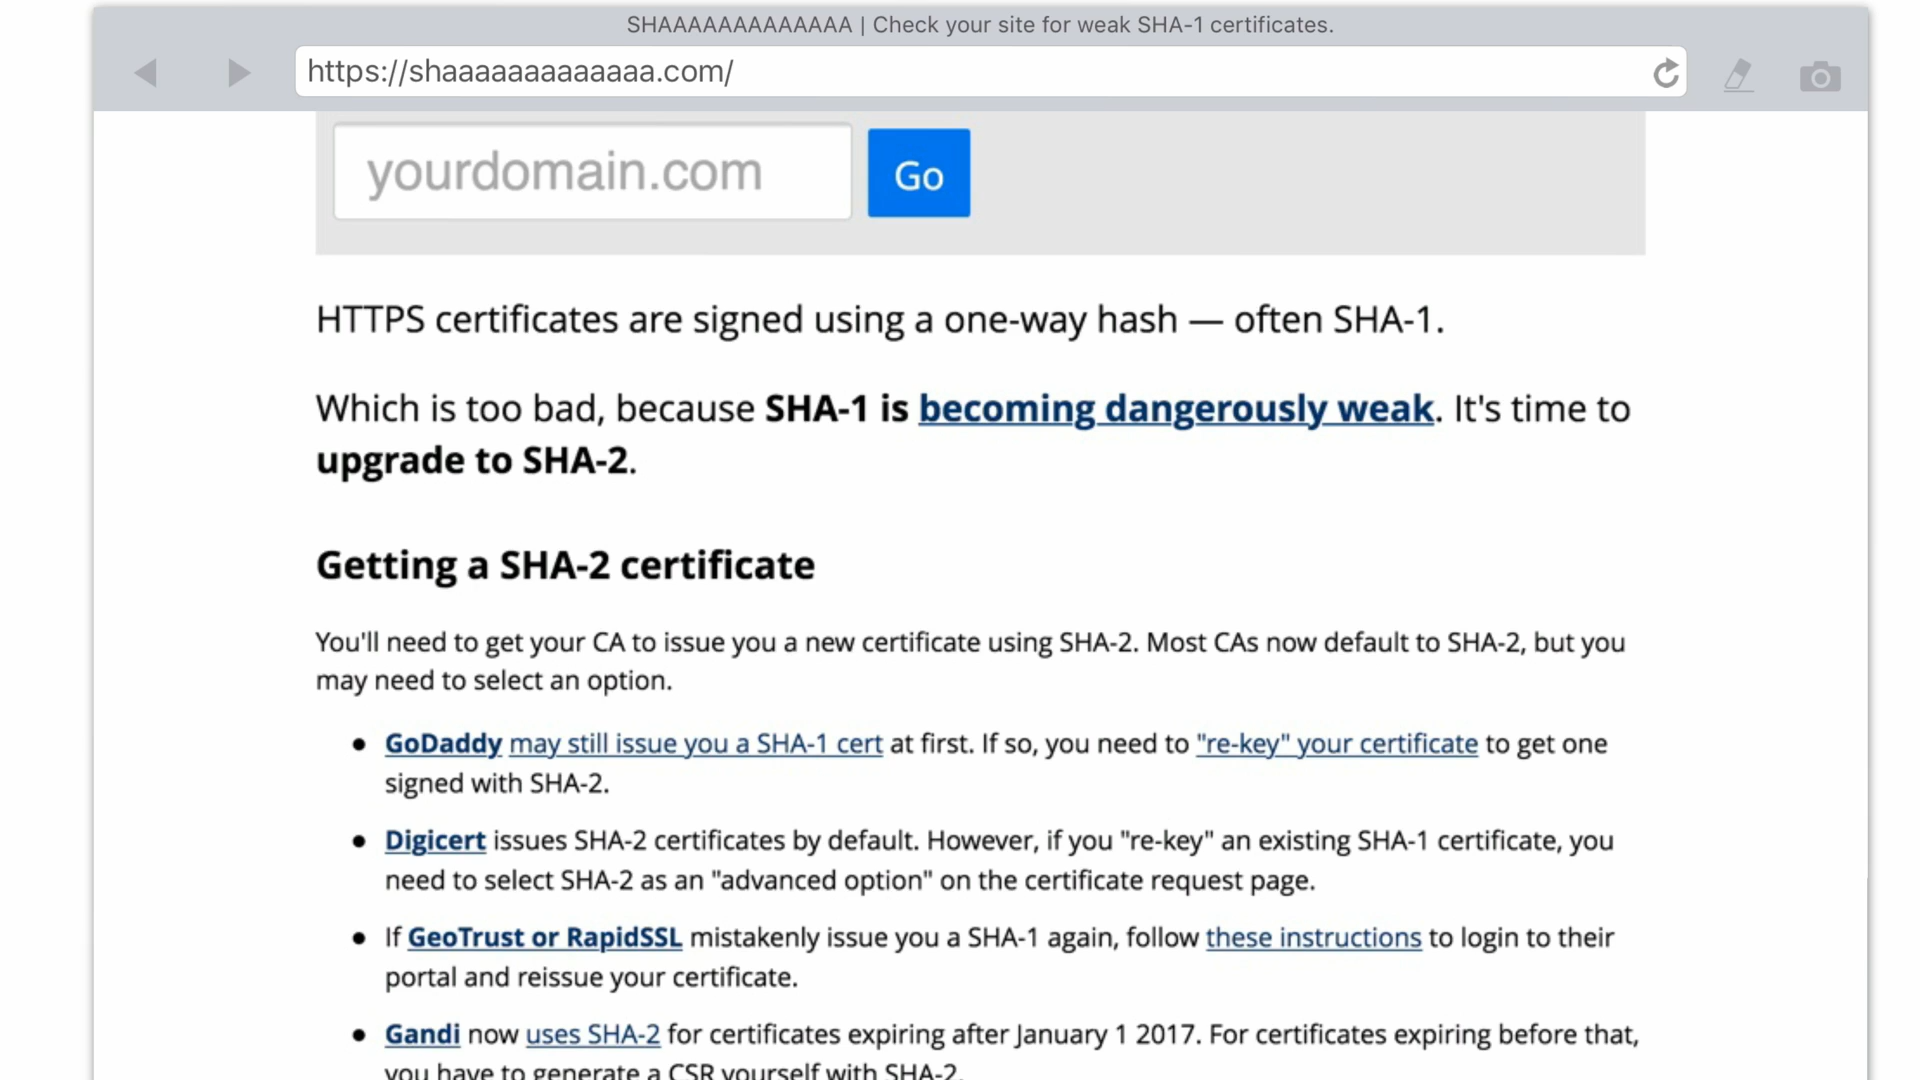 SHAAAAAAAAAAAAA | Check your site for weak SHA-1 certificates.
https://shaaaaaaaaaaaaa.com/
yourdomain.com Go
HTTPS certificates are signed using a one-way hash — often SHA-1.
Which is too bad, because SHA-1 is becoming dangerously weak. It's time to
upgrade to SHA-2.
Getting a SHA-2 certificate
You'll need to get your CA to issue you a new certificate using SHA-2. Most CAs now default to SHA-2, but you
may need to select an option.
• GoDaddy may still issue you a SHA-1 cert at first. If so, you need to "re-key" your certificate to get one
signed with SHA-2.
• Digicert issues SHA-2 certificates by default. However, if you "re-key" an existing SHA-1 certificate, you
need to select SHA-2 as an "advanced option" on the certificate request page.
• If GeoTrust or RapidSSL mistakenly issue you a SHA-1 again, follow these instructions to login to their
portal and reissue your certificate.
• Gandi now uses SHA-2 for certificates expiring after January 1 2017. For certificates expiring before that,
you have to generate a CSR yourself with SHA-2.